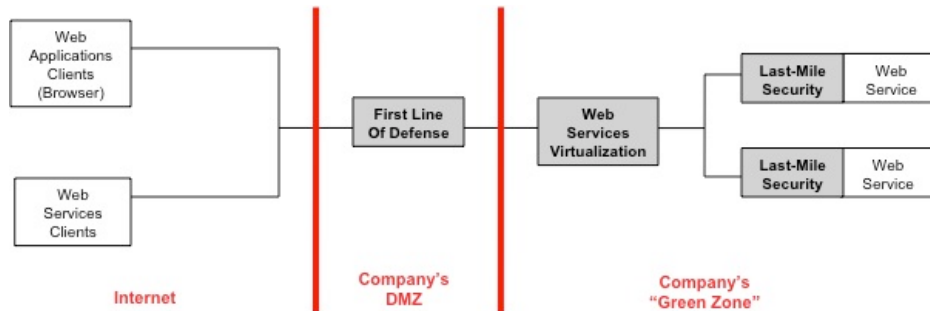 Web
Applications
Clients
(Browser)
Web
Services
Clients
First Line
Of Defense
Web
Services
Virtualization
Last-Mile
Security
Web
Service
Last-Mile
Security
Web
Service
Internet
Company's
DMZ
Company's
“Green Zone”